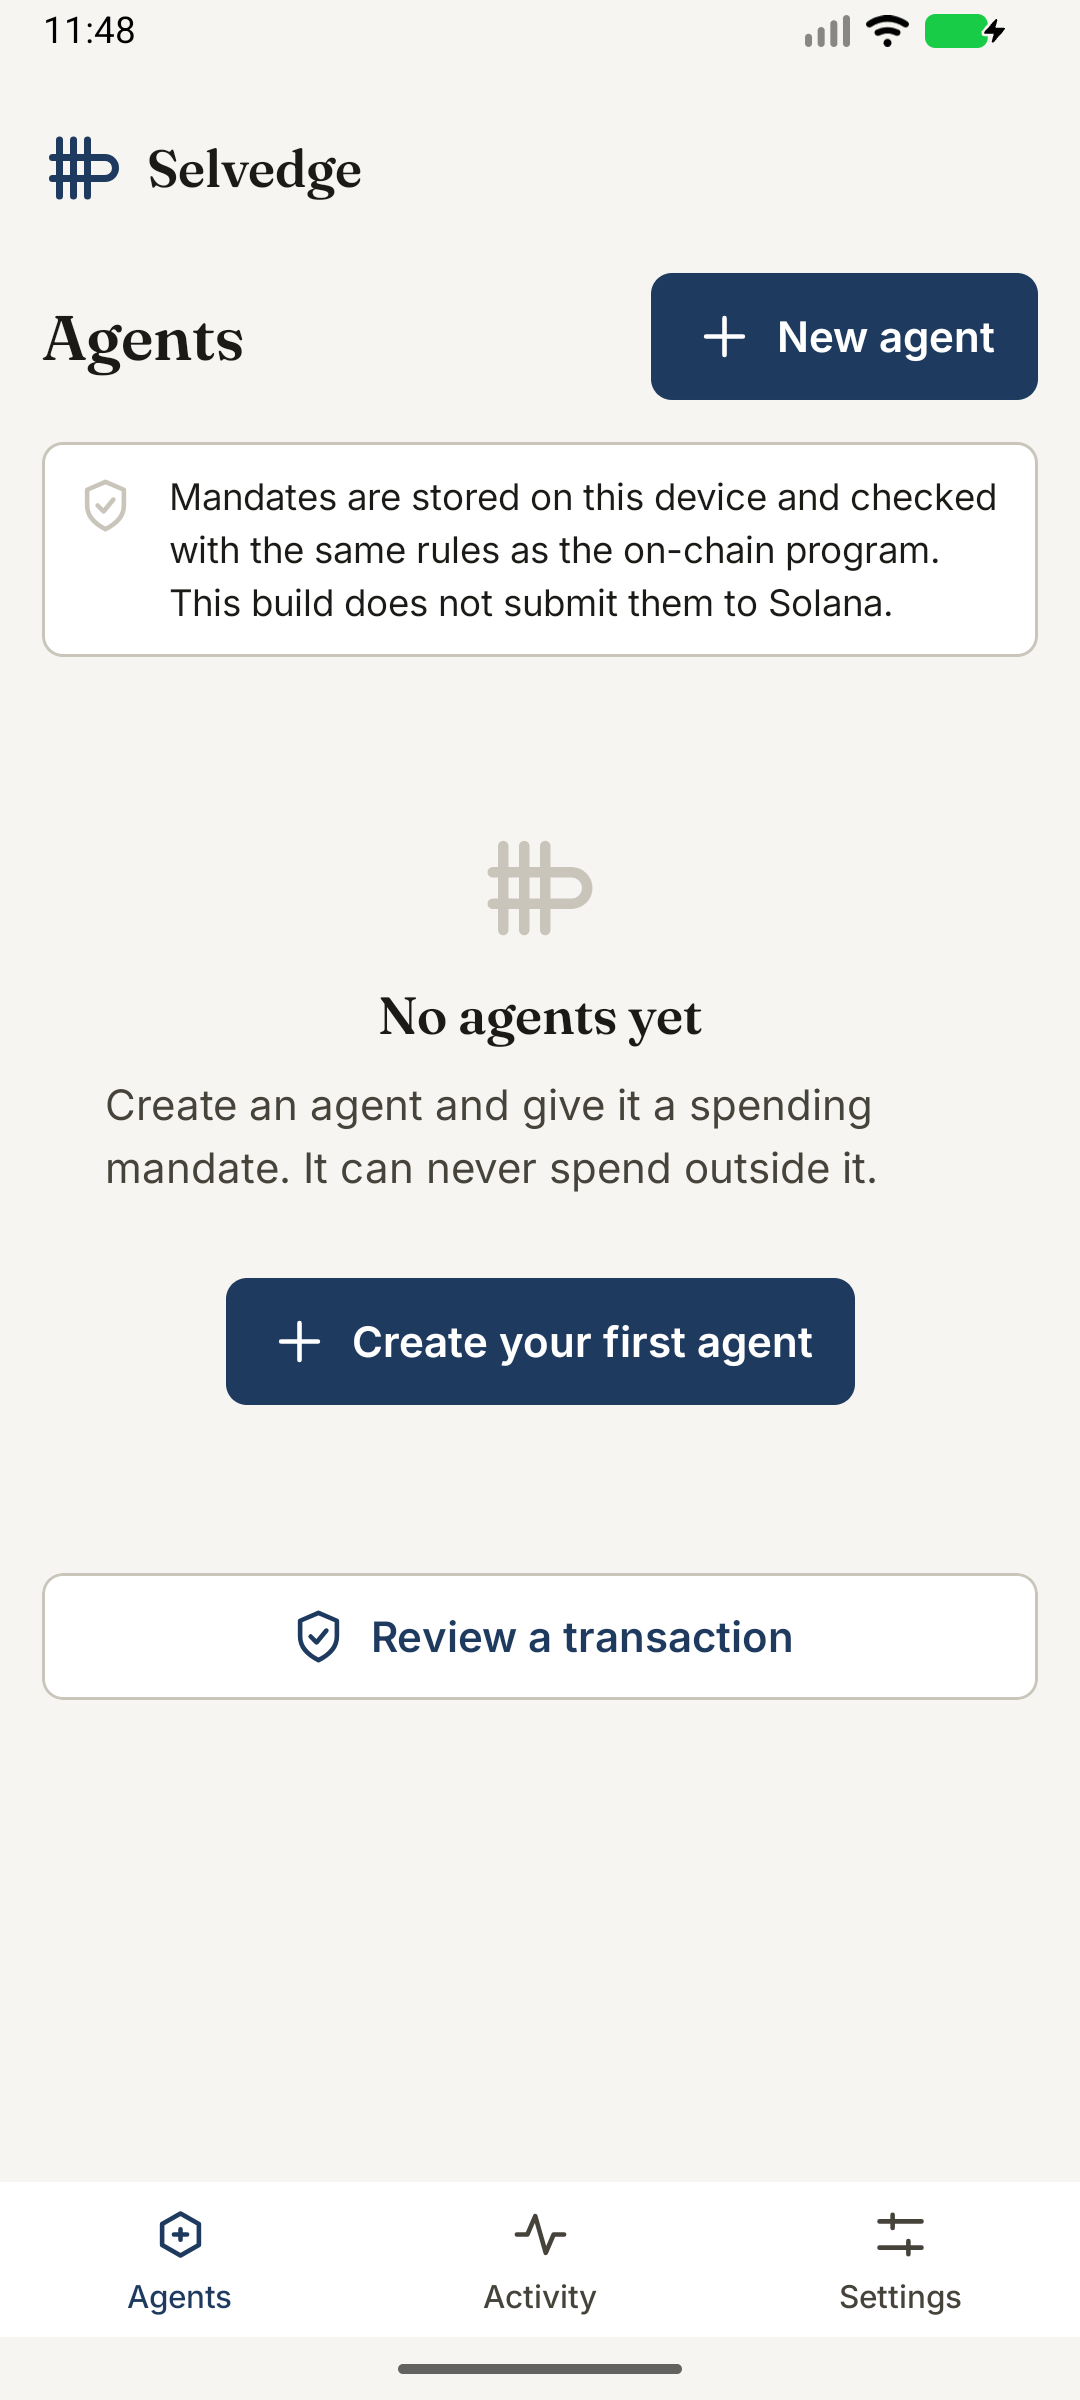 11:48
Selvedge
Agents
New agent
Mandates are stored on this device and checked
with the same rules as the on-chain program.
This build does not submit them to Solana.
No agents yet
Create an agent and give it a spending
mandate. It can never spend outside it.
Create your first agent
Review a transaction
Agents
Activity
Settings